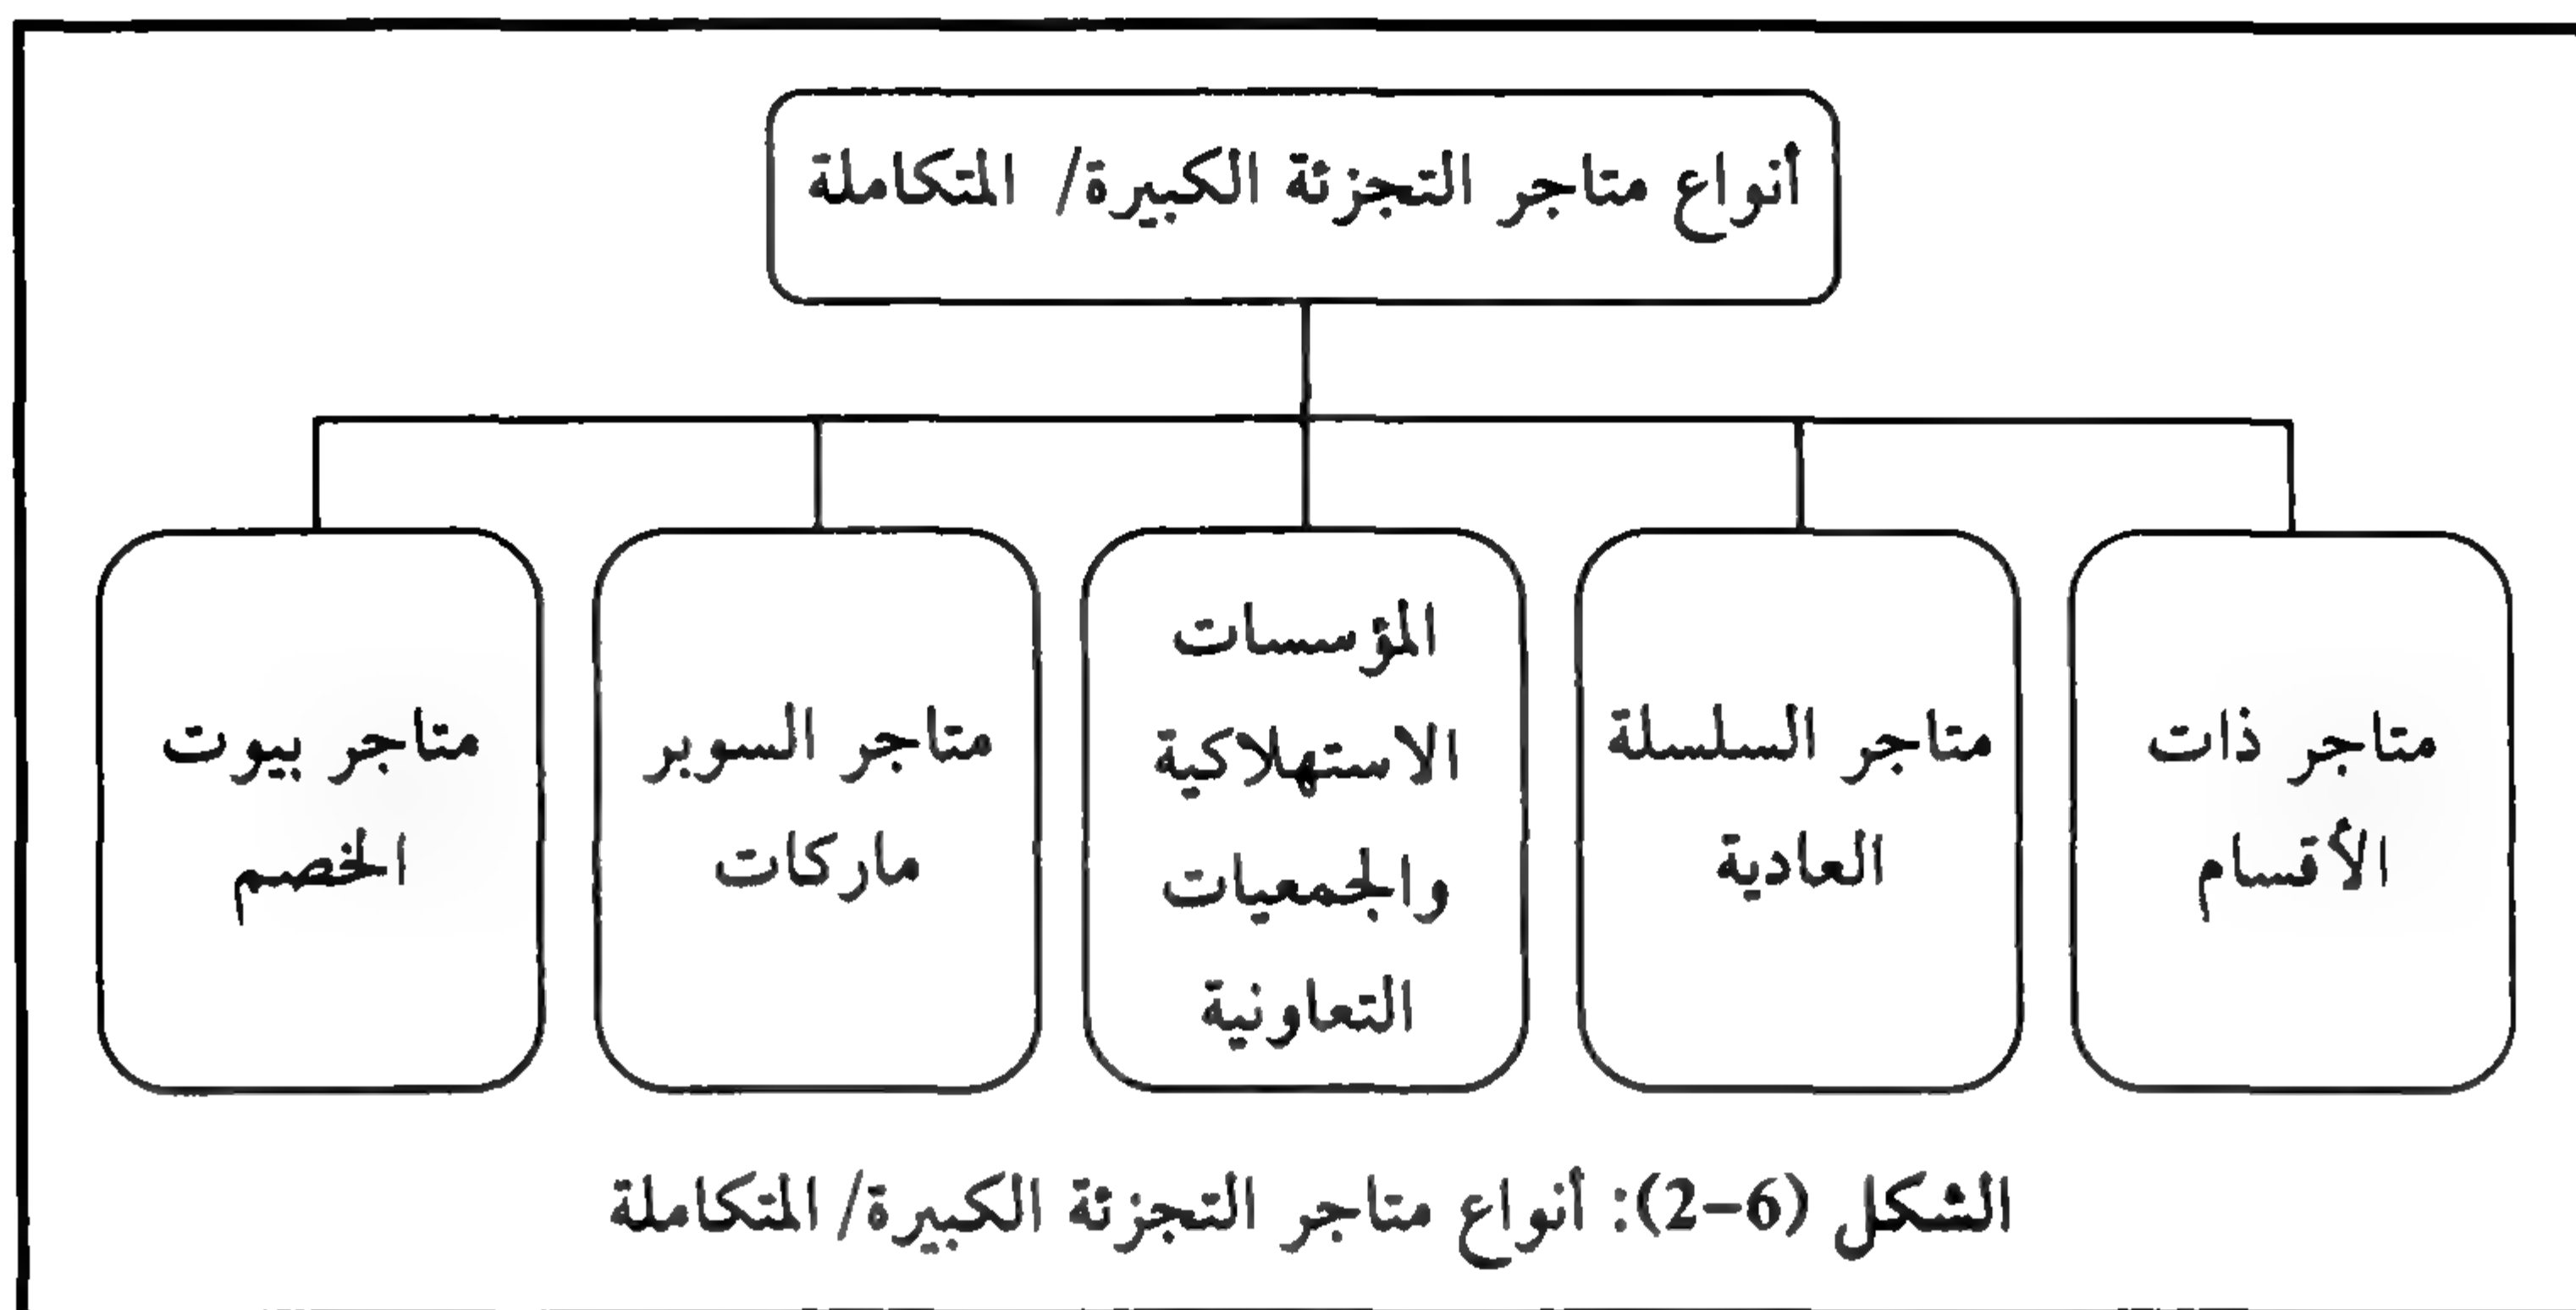 أنواع متاجر التجزئة الكبيرة/ المتكاملة
متاجر ذات
الأقسام
متاجر السلسلة
العادية
المؤسسات
الاستهلاكية
والجمعيات
التعاونية
متاجر السوبر
ماركات
متاجر بيوت
الخصم
الشكل (6-2): أنواع متاجر التجزئة الكبيرة/ المتكاملة